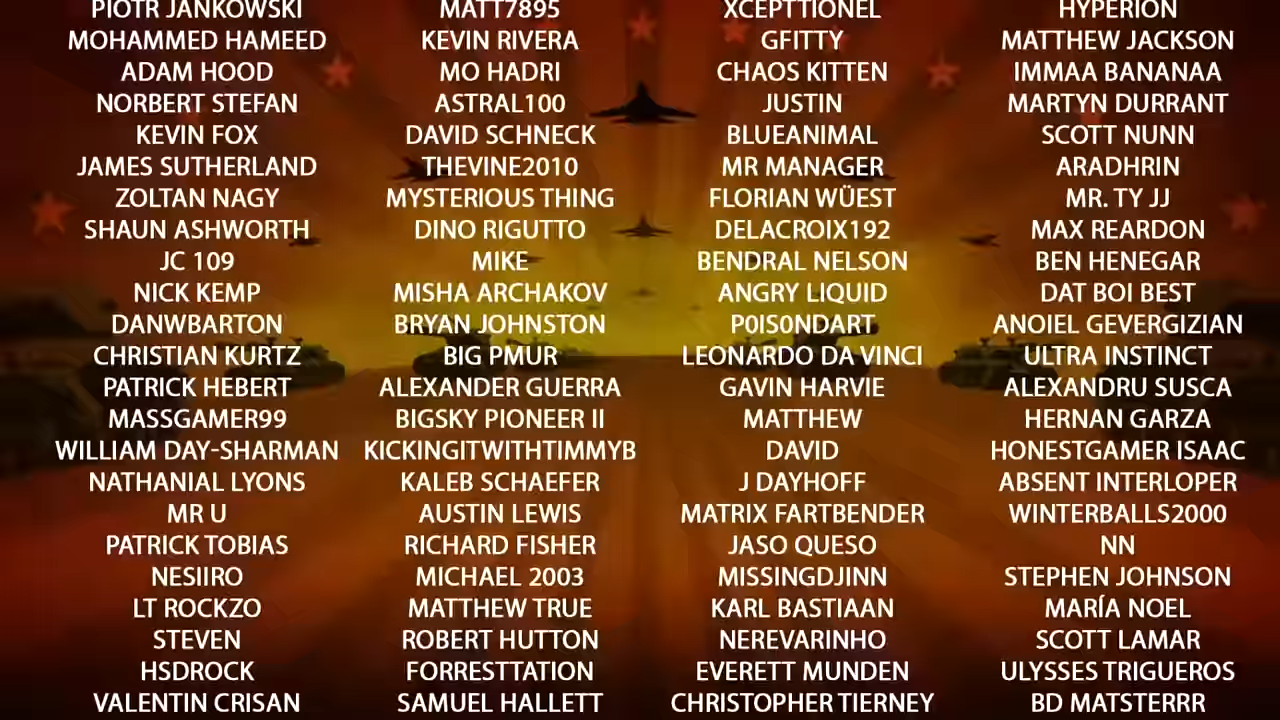 PIOTR JANKOWSKI MATT7895 XCEPTTIONEL HYPERION
MOHAMMED HAMEED KEVIN RIVERA GFITTY MATTHEW JACKSON
ADAM HOOD MO HADRI CHAOS KITTEN IMMAA BANANAA
NORBERT STEFAN ASTRAL100 JUSTIN MARTYN DURRANT
KEVIN FOX DAVID SCHNECK BLUEANIMAL SCOTT NUNN
JAMES SUTHERLAND THEVINE2010 MR MANAGER ARADHRIN
ZOLTAN NAGY MYSTERIOUS THING FLORIAN WÜEST MR. TY JJ
SHAUN ASHWORTH DINO RIGUTTO DELACROIX192 MAX REARDON
JC 109 MIKE BENDRAL NELSON BEN HENEGAR
NICK KEMP MISHA ARCHAKOV ANGRY LIQUID DAT BOI BEST
DANWBARTON BRYAN JOHNSTON P0IS0NDART ANOIEL GEVERGIZIAN
CHRISTIAN KURTZ BIG PMUR LEONARDO DA VINCI ULTRA INSTINCT
PATRICK HEBERT ALEXANDER GUERRA GAVIN HARVIE ALEXANDRU SUSCA
MASSGAMER99 BIGSKY PIONEER II MATTHEW HERNAN GARZA
WILLIAM DAY-SHARMAN KICKINGITWITHTIMMYB DAVID HONESTGAMER ISAAC
NATHANIAL LYONS KALEB SCHAEFER J DAYHOFF ABSENT INTERLOPER
MR U AUSTIN LEWIS MATRIX FARTBENDER WINTERBALLS2000
PATRICK TOBIAS RICHARD FISHER JASO QUESO NN
NESIIRO MICHAEL 2003 MISSINGDJINN STEPHEN JOHNSON
LT ROCKZO MATTHEW TRUE KARL BASTIAAN MARÍA NOEL
STEVEN ROBERT HUTTON NEREVARINHO SCOTT LAMAR
HSDROCK FORRESTTATION EVERETT MUNDEN ULYSSES TRIGUEROS
VALENTIN CRISAN SAMUEL HALLETT CHRISTOPHER TIERNEY BD MATSTERRR